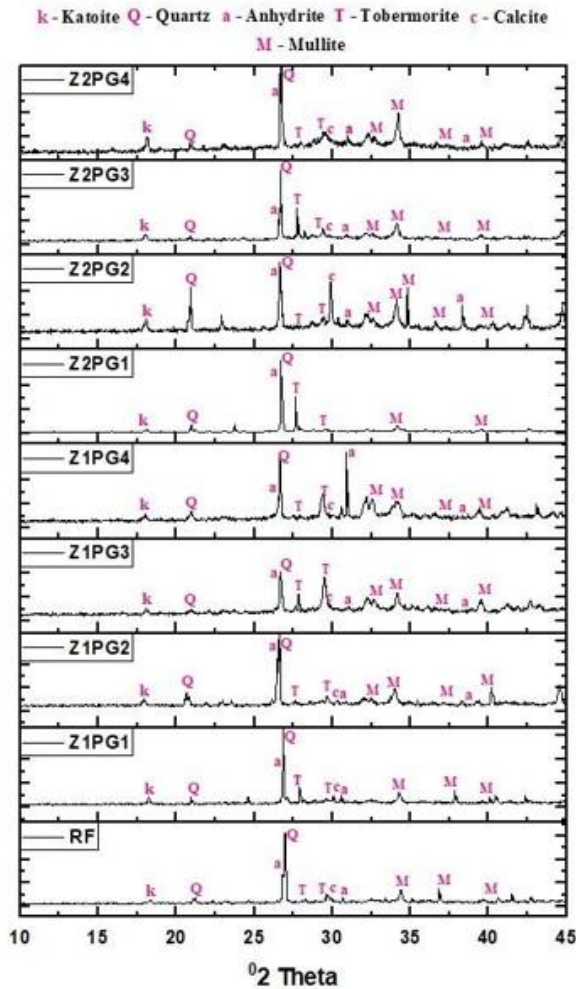 k - Katoite Q - Quartz a - Anhydrite T - Tobermorite c - Calcite
M - Mullite
Z2PG4
k Q a Q T T c a M M M a M
Z2PG3
k Q a Q T T c a M M M M
Z2PG2
k Q a Q T T c a M M M M a M
Z2PG1
k Q a Q T T M M
Z1PG4
k Q a Q T T c a M M M a M
Z1PG3
k Q a Q T T c a M M M a M
Z1PG2
k Q a Q T T c a M M M a M
Z1PG1
k Q a Q T T c a M M M
RF
k Q a Q T T c a M M M
10 15 20 25 30 35 40 45
⁰2 Theta